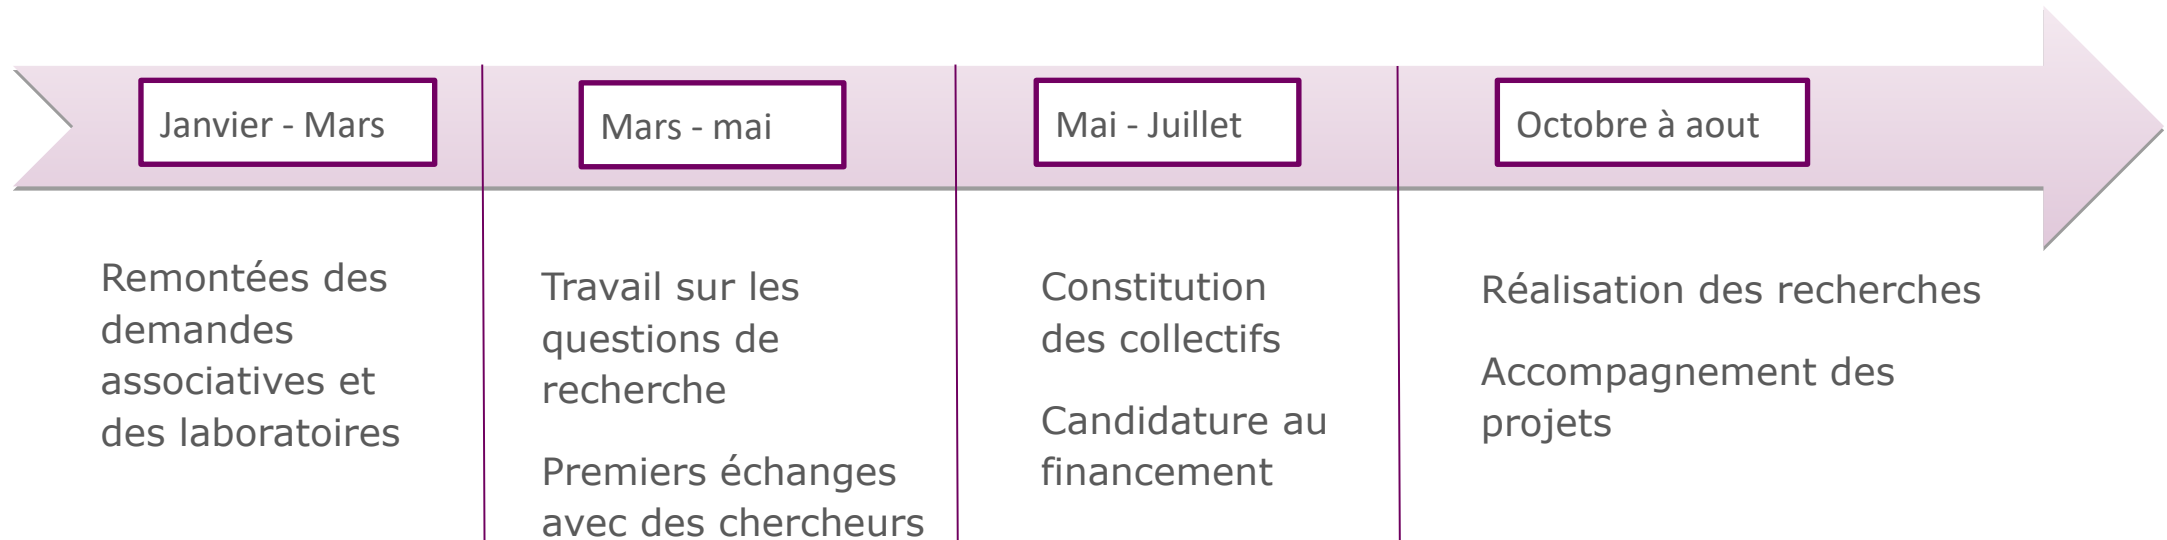 Janvier - Mars
Remontées des
demandes
associatives et
des laboratoires
Mars - mai
Travail sur les
questions de
recherche
Premiers échanges
avec des chercheurs
Mai - Juillet
Constitution
des collectifs
Candidature au
financement
Octobre à aout
Réalisation des recherches
Accompagnement des
projets